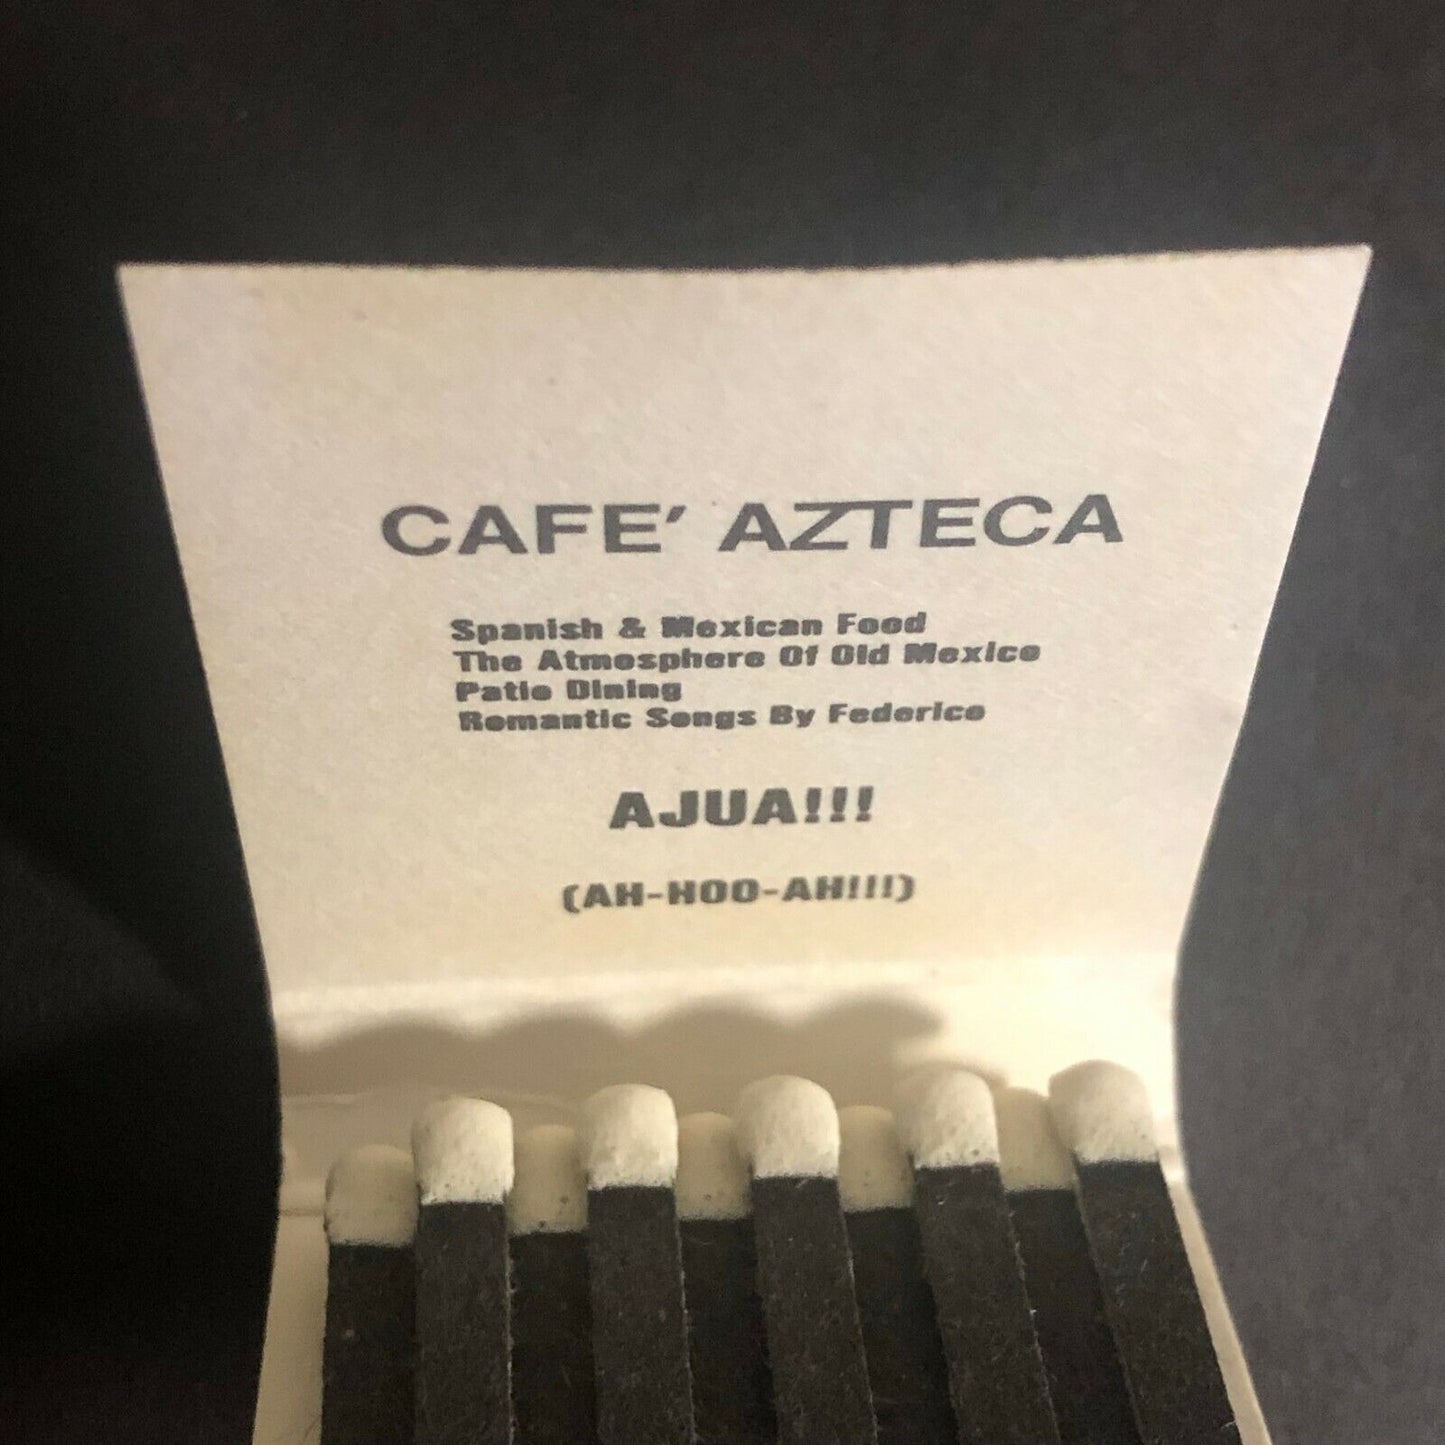 CAFE' AZTECA
Spanish & Mexican Food
The Atmosphere Of Old Mexico
Patio Dining
Romantic Songs By Federico
AJUA!!!
(AH-HOO-AH!!!)